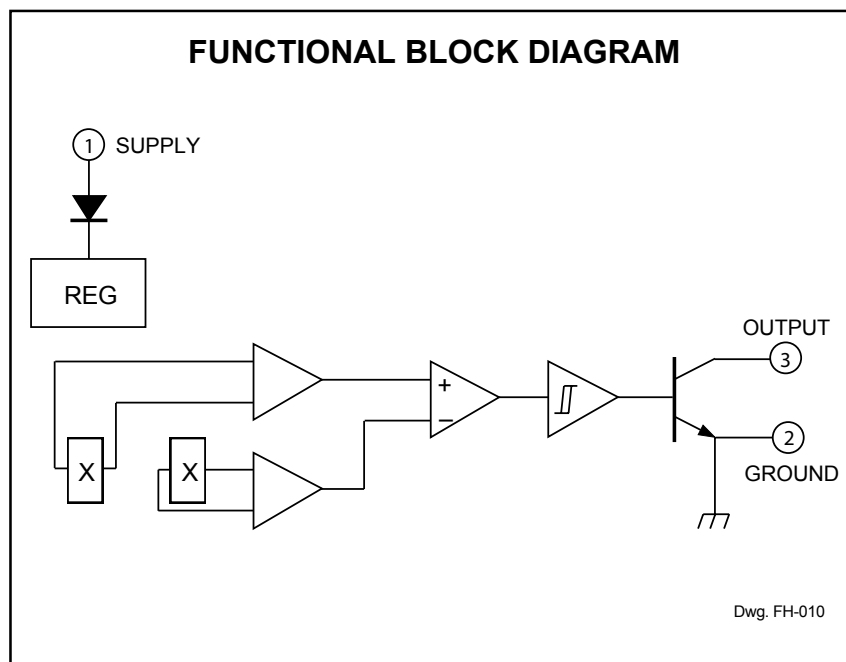 FUNCTIONAL BLOCK DIAGRAM
1 SUPPLY
REG
OUTPUT
3
+
−
X
X
2
GROUND
Dwg. FH-010